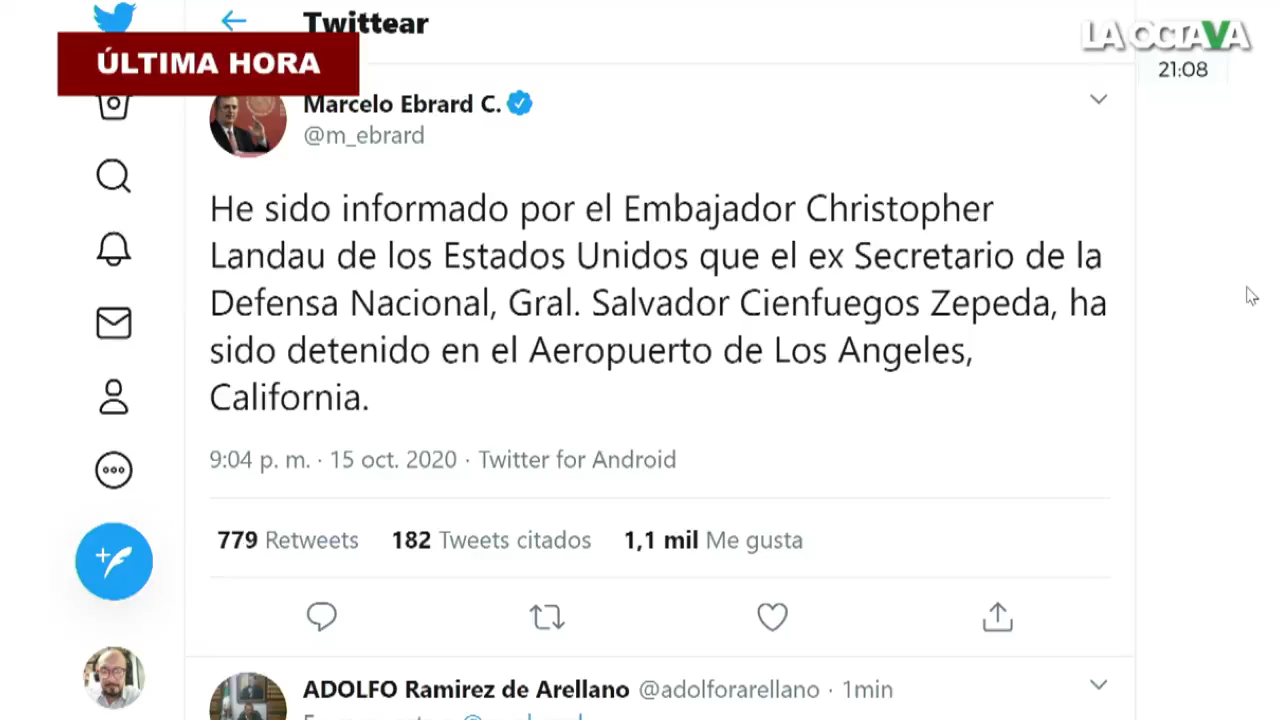 Twittear
LA OCTAVA
ÚLTIMA HORA
21:08
Marcelo Ebrard C.
@m_ebrard
He sido informado por el Embajador Christopher
Landau de los Estados Unidos que el ex Secretario de la
Defensa Nacional, Gral. Salvador Cienfuegos Zepeda, ha
sido detenido en el Aeropuerto de Los Angeles,
California.
9:04 p. m. · 15 oct. 2020 · Twitter for Android
779 Retweets 182 Tweets citados 1,1 mil Me gusta
ADOLFO Ramirez de Arellano @adolforarellano · 1min